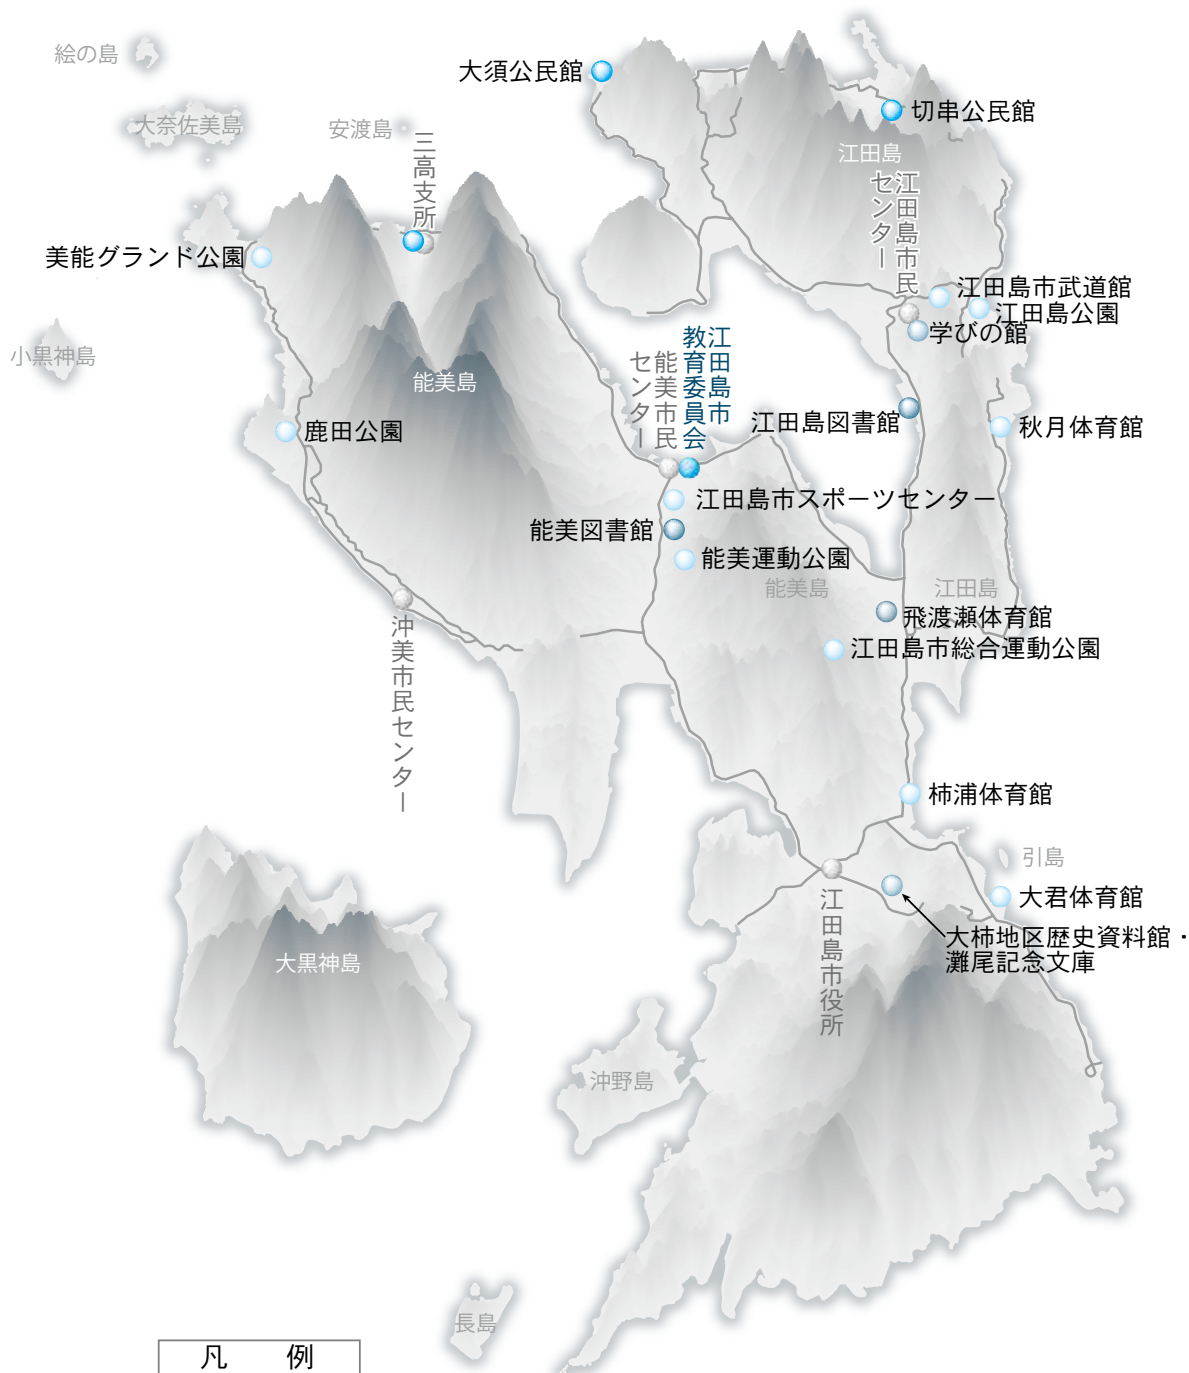 絵の島
大須公民館
大奈佐美島
安渡島
切串公民館
江田島
三高支所
江田島市民
センター
美能グランド公園
江田島市武道館
江田島公園
学びの館
小黒神島
能美島
江田島市
教育委員会
能美市民
センター
江田島図書館
秋月体育館
鹿田公園
江田島市スポーツセンター
能美図書館
能美運動公園
能美島
江田島
飛渡瀬体育館
江田島市総合運動公園
沖美市民センター
柿浦体育館
引島
大君体育館
江田島市役所
大柿地区歴史資料館・
灘尾記念文庫
大黒神島
沖野島
長島
凡　例